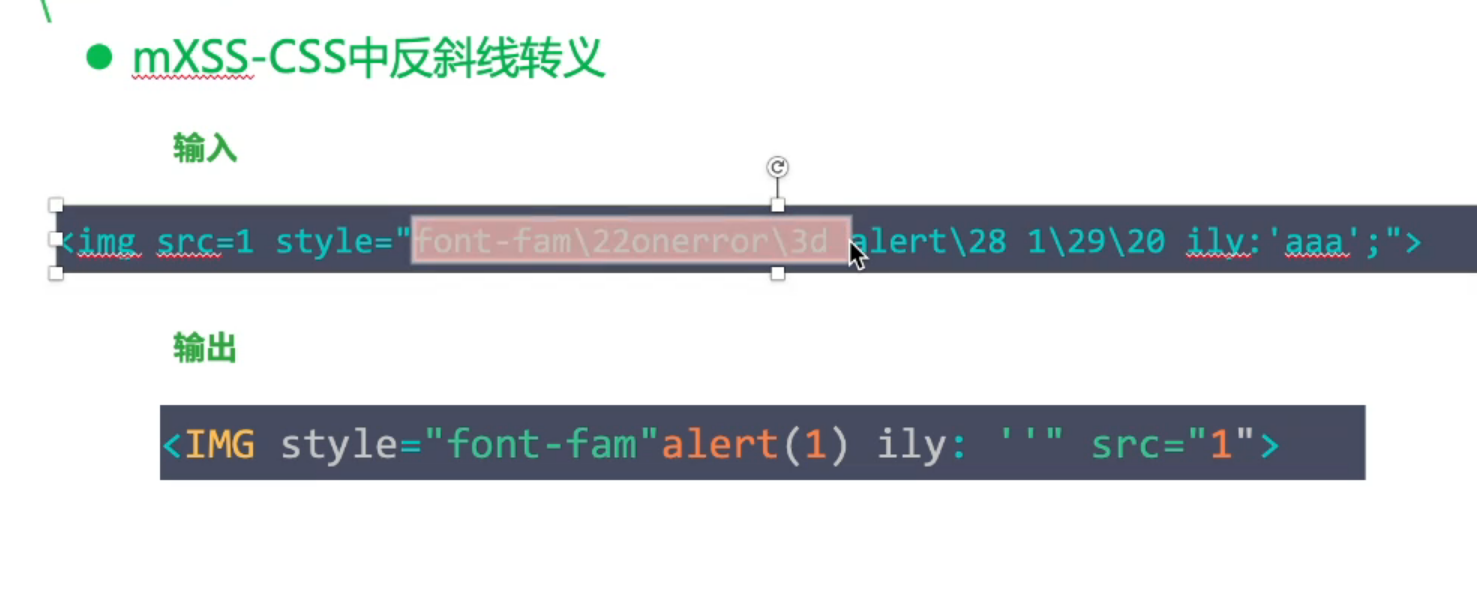 mXSS-CSS中反斜线转义
输入
<img src=1 style="font-fam\22onerror\3d alert\28 1\29\20 ily:'aaa';">
输出
<IMG style="font-fam"alert(1) ily: ''" src="1">